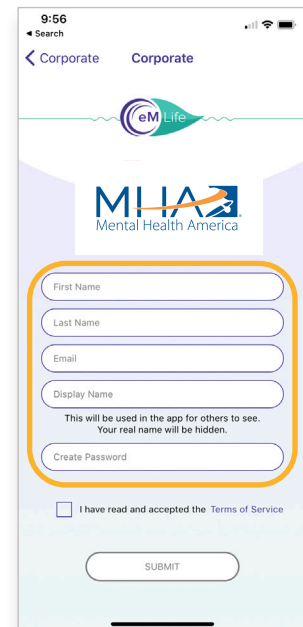 9:56
Search
Corporate
Corporate
eM Life
MHA
Mental Health America
First Name
Last Name
Email
Display Name
This will be used in the app for others to see.
Your real name will be hidden.
Create Password
I have read and accepted the Terms of Service
SUBMIT